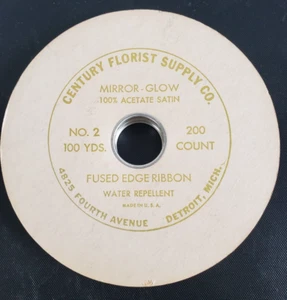 CENTURY FLORIST SUPPLY CO.
MIRROR-GLOW
100% ACETATE SATIN
NO. 2 200
100 YDS. COUNT
FUSED EDGE RIBBON
WATER REPELLENT
MADE IN U.S.A.
4825 FOURTH AVENUE DETROIT, MICH.